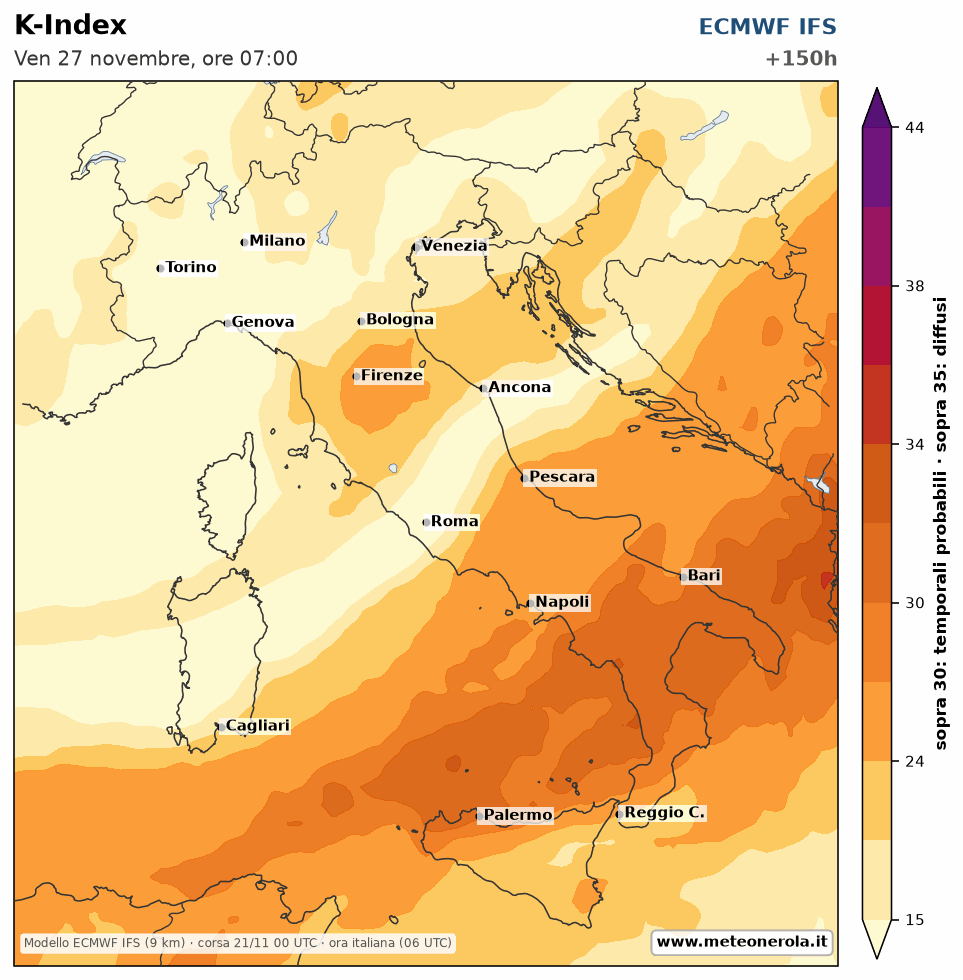 K-Index
ECMWF IFS
Ven 27 novembre, ore 07:00
+150h
44
38
34
30
24
15
sopra 30: temporali probabili · sopra 35: diffusi
Milano
Venezia
Torino
Genova
Bologna
Firenze
Ancona
Pescara
Roma
Bari
Napoli
Cagliari
Palermo
Reggio C.
Modello ECMWF IFS (9 km) · corsa 21/11 00 UTC · ora italiana (06 UTC)
www.meteonerola.it